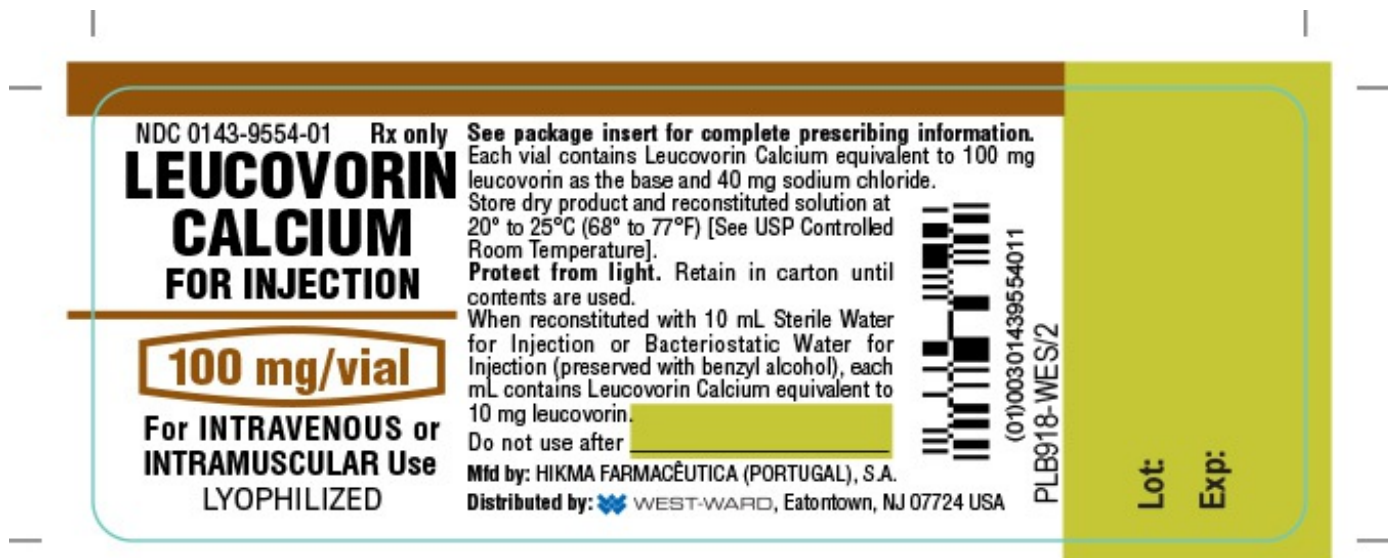 NDC 0143-9554-01 Rx only
LEUCOVORIN
CALCIUM
FOR INJECTION
100 mg/vial
For INTRAVENOUS or
INTRAMUSCULAR Use
LYOPHILIZED
See package insert for complete prescribing information.
Each vial contains Leucovorin Calcium equivalent to 100 mg
leucovorin as the base and 40 mg sodium chloride.
Store dry product and reconstituted solution at
20° to 25°C (68° to 77°F) [See USP Controlled
Room Temperature].
Protect from light. Retain in carton until
contents are used.
When reconstituted with 10 mL Sterile Water
for Injection or Bacteriostatic Water for
Injection (preserved with benzyl alcohol), each
mL contains Leucovorin Calcium equivalent to
10 mg leucovorin.
Do not use after
Mfd by: HIKMA FARMACÊUTICA (PORTUGAL), S.A.
Distributed by: WEST-WARD, Eatontown, NJ 07724 USA
(01)00301439554011
PLB918-WES/2
Lot:
Exp: